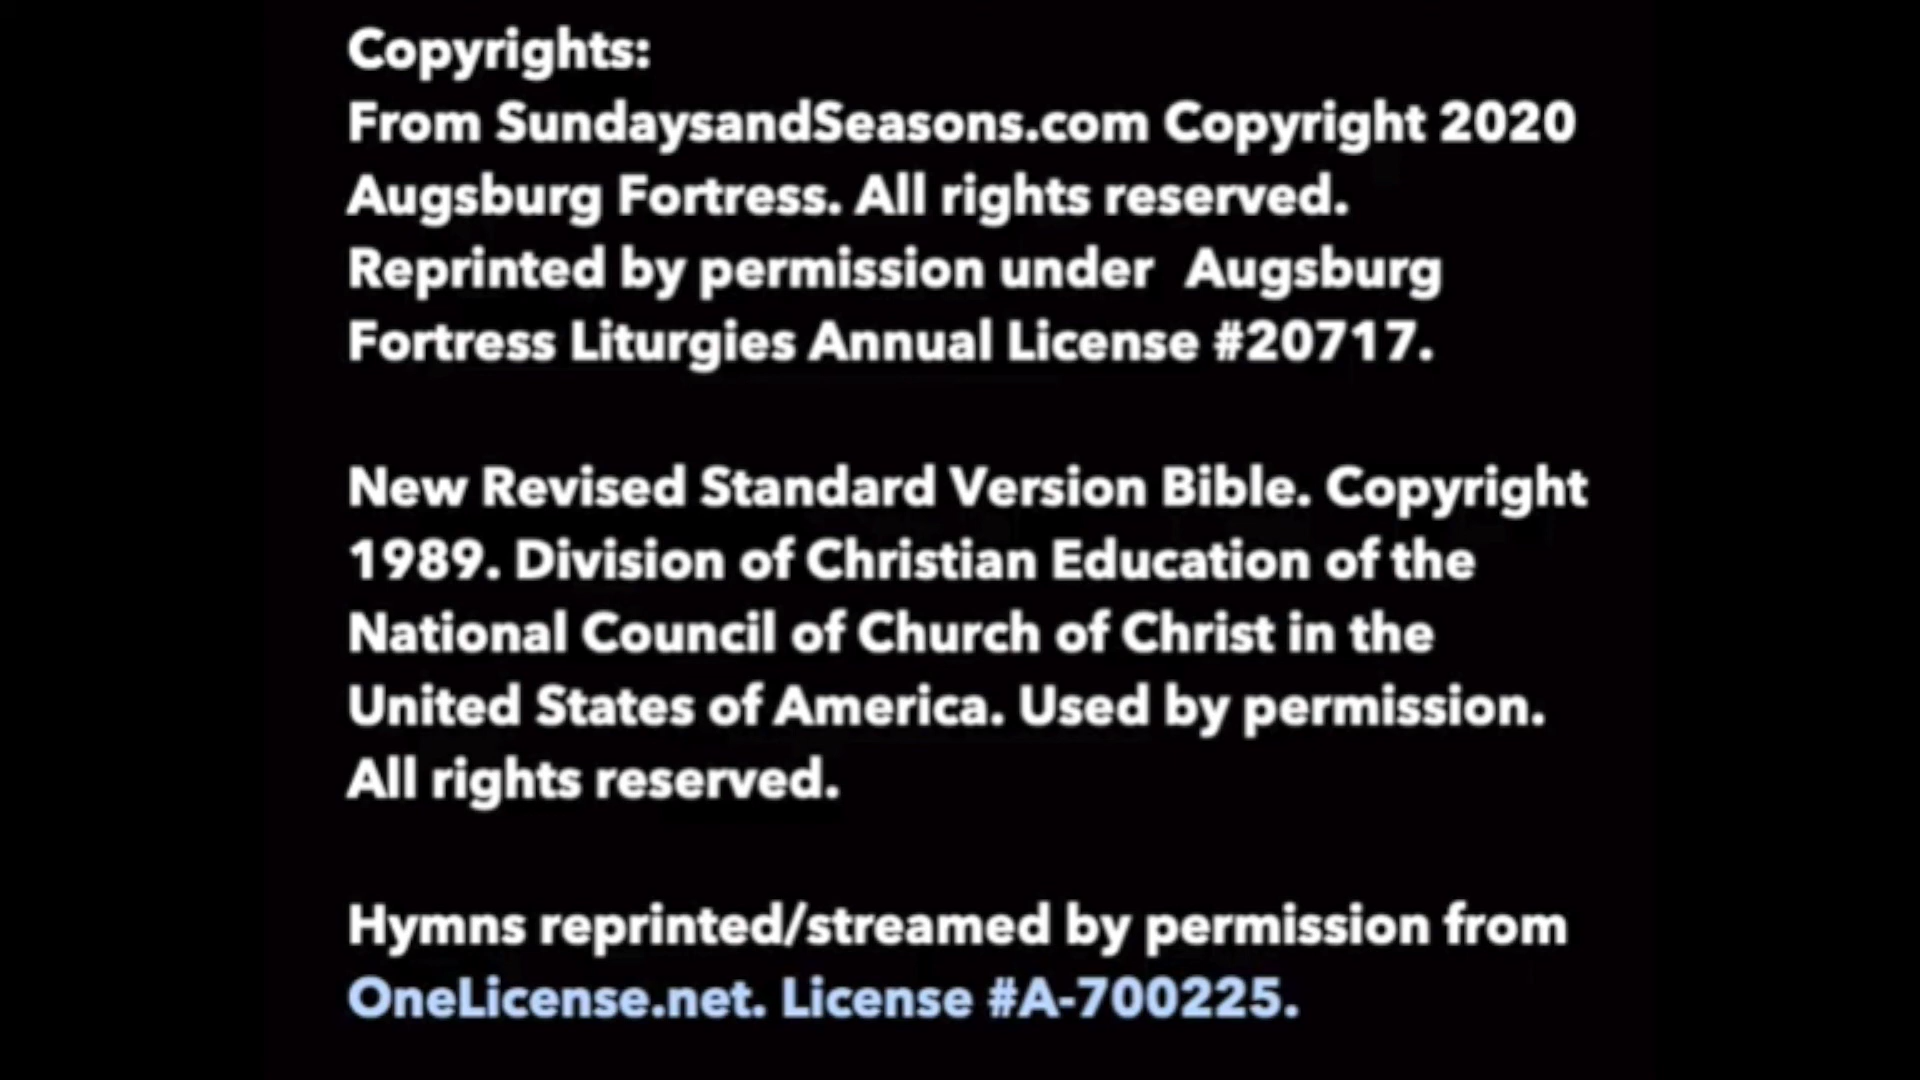 Copyrights:
From SundaysandSeasons.com Copyright 2020
Augsburg Fortress. All rights reserved.
Reprinted by permission under  Augsburg
Fortress Liturgies Annual License #20717.
New Revised Standard Version Bible. Copyright
1989. Division of Christian Education of the
National Council of Church of Christ in the
United States of America. Used by permission.
All rights reserved.
Hymns reprinted/streamed by permission from
OneLicense.net. License #A-700225.